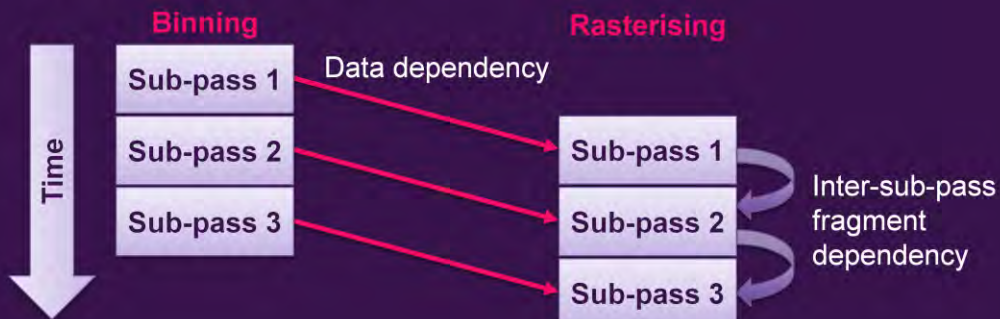 Binning
Rasterising
Time
Sub-pass 1
Data dependency
Sub-pass 2
Sub-pass 3
Sub-pass 1
Sub-pass 2
Sub-pass 3
Inter-sub-pass
fragment
dependency